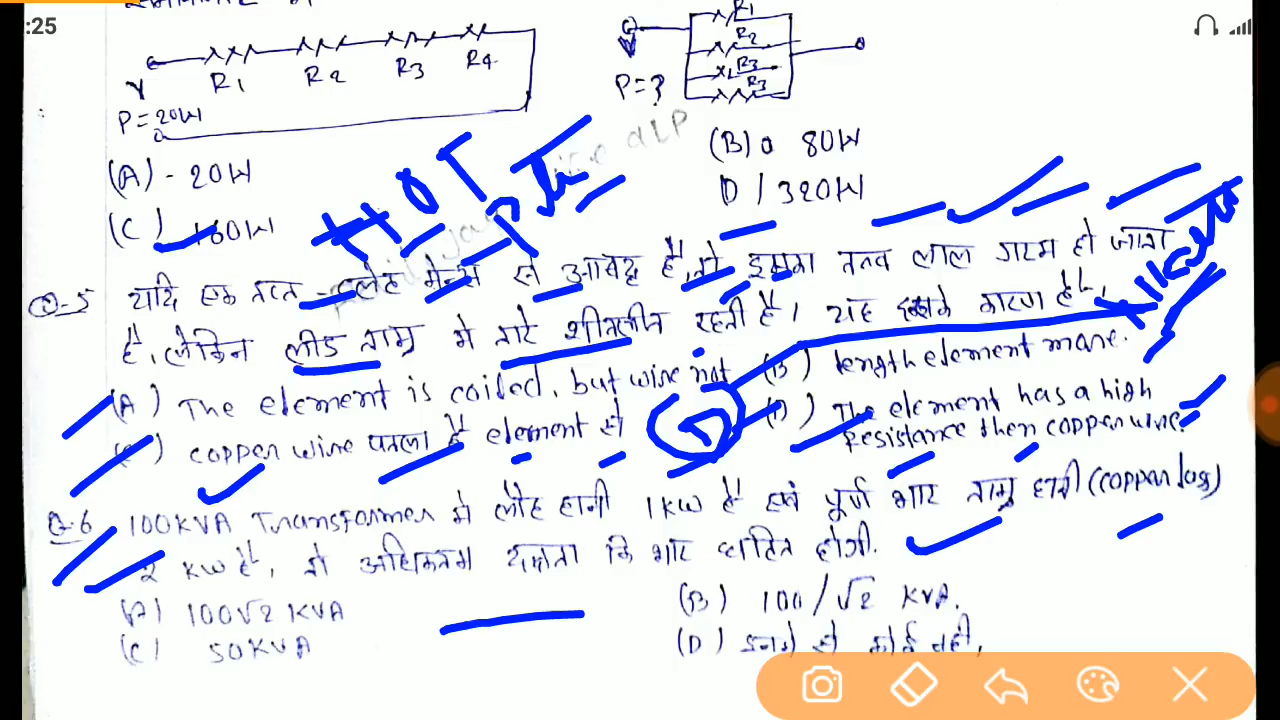 :25
R1 R2 R3 R4
P=20W
R1
R2
R3
R3
P=?
(A) - 20W
(B) 80W
(C) 160W
D / 320W
HOT
Q-5 यदि एक तप्त - प्लेट मेन्स से आबद्ध है, तो इसका तत्व लाल गरम हो जाता
है, लेकिन लीड ताम्र मे तारे शीतलीन रहती है। यह इसके कारण है।
(A) The element is coiled, but wire not
(B) length element more.
(C) copper wire पतला है element से
(D) The element has a high
resistance then copper wire.
Q-6 100KVA Transformer मे लौह हानी 1KW है एवं पूर्ण भार ताम्र हानी (copper loss)
2 KW है, तो अधिकतम दक्षता कि भार घटित होगी.
(A) 100√2 KVA
(B) 100/√2 KVA.
(C) 50KVA
(D) इनमे से कोई नही.